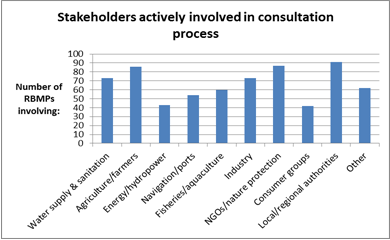 Stakeholders actively involved in consultation
process
Number of
RBMPs
involving:
100
90
80
70
60
50
40
30
20
10
0
Water supply & sanitation
Agriculture/farmers
Energy/hydropower
Navigation/ports
Fisheries/aquaculture
Industry
NGOs/nature protection
Consumer groups
Local/regional authorities
Other